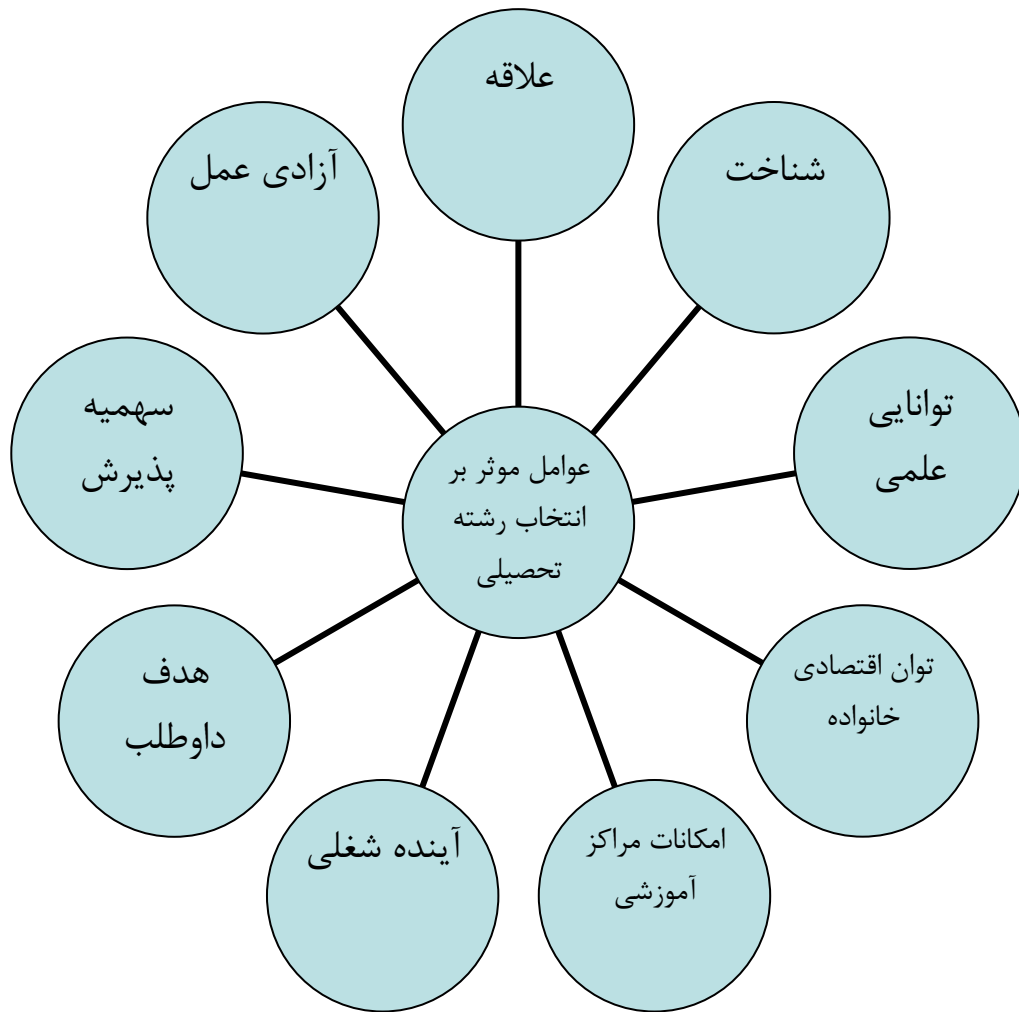 علاقه
شناخت
توانایی
علمی
توان اقتصادی
خانواده
امکانات مراکز
آموزشی
آینده شغلی
هدف
داوطلب
سهمیه
پذیرش
آزادی عمل
عوامل موثر بر
انتخاب رشته
تحصیلی